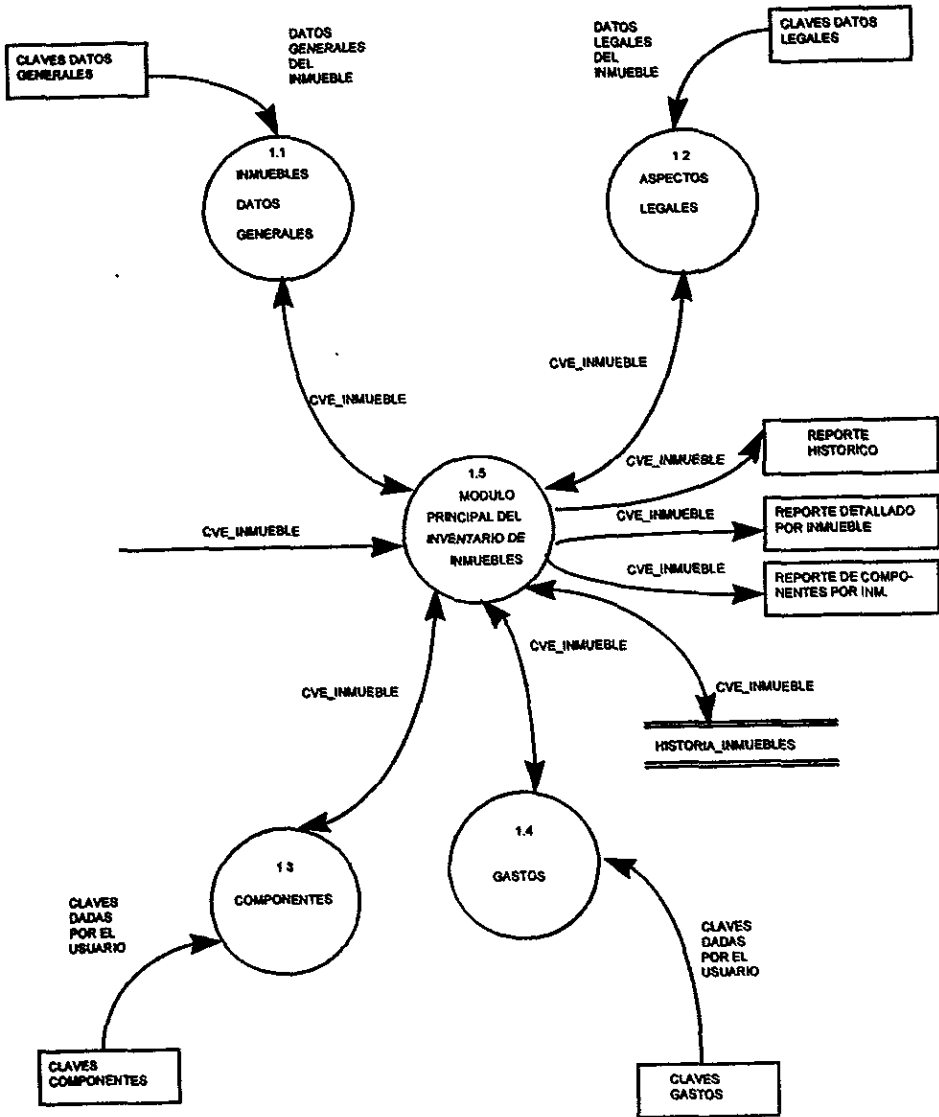 CLAVES DATOS
GENERALES
DATOS
GENERALES
DEL
INMUEBLE
DATOS
LEGALES
DEL
INMUEBLE
CLAVES DATOS
LEGALES
1.1
INMUEBLES
DATOS
GENERALES
1 2
ASPECTOS
LEGALES
CVE_INMUEBLE
CVE_INMUEBLE
CVE_INMUEBLE
1.5
MODULO
PRINCIPAL DEL
INVENTARIO DE
INMUEBLES
CVE_INMUEBLE
REPORTE
HISTORICO
CVE_INMUEBLE
REPORTE DETALLADO
POR INMUEBLE
CVE_INMUEBLE
REPORTE DE COMPO-
NENTES POR INM.
CVE_INMUEBLE
CVE_INMUEBLE
CVE_INMUEBLE
HISTORIA_INMUEBLES
1 3
COMPONENTES
1.4
GASTOS
CLAVES
DADAS
POR EL
USUARIO
CLAVES
DADAS
POR EL
USUARIO
CLAVES
COMPONENTES
CLAVES
GASTOS